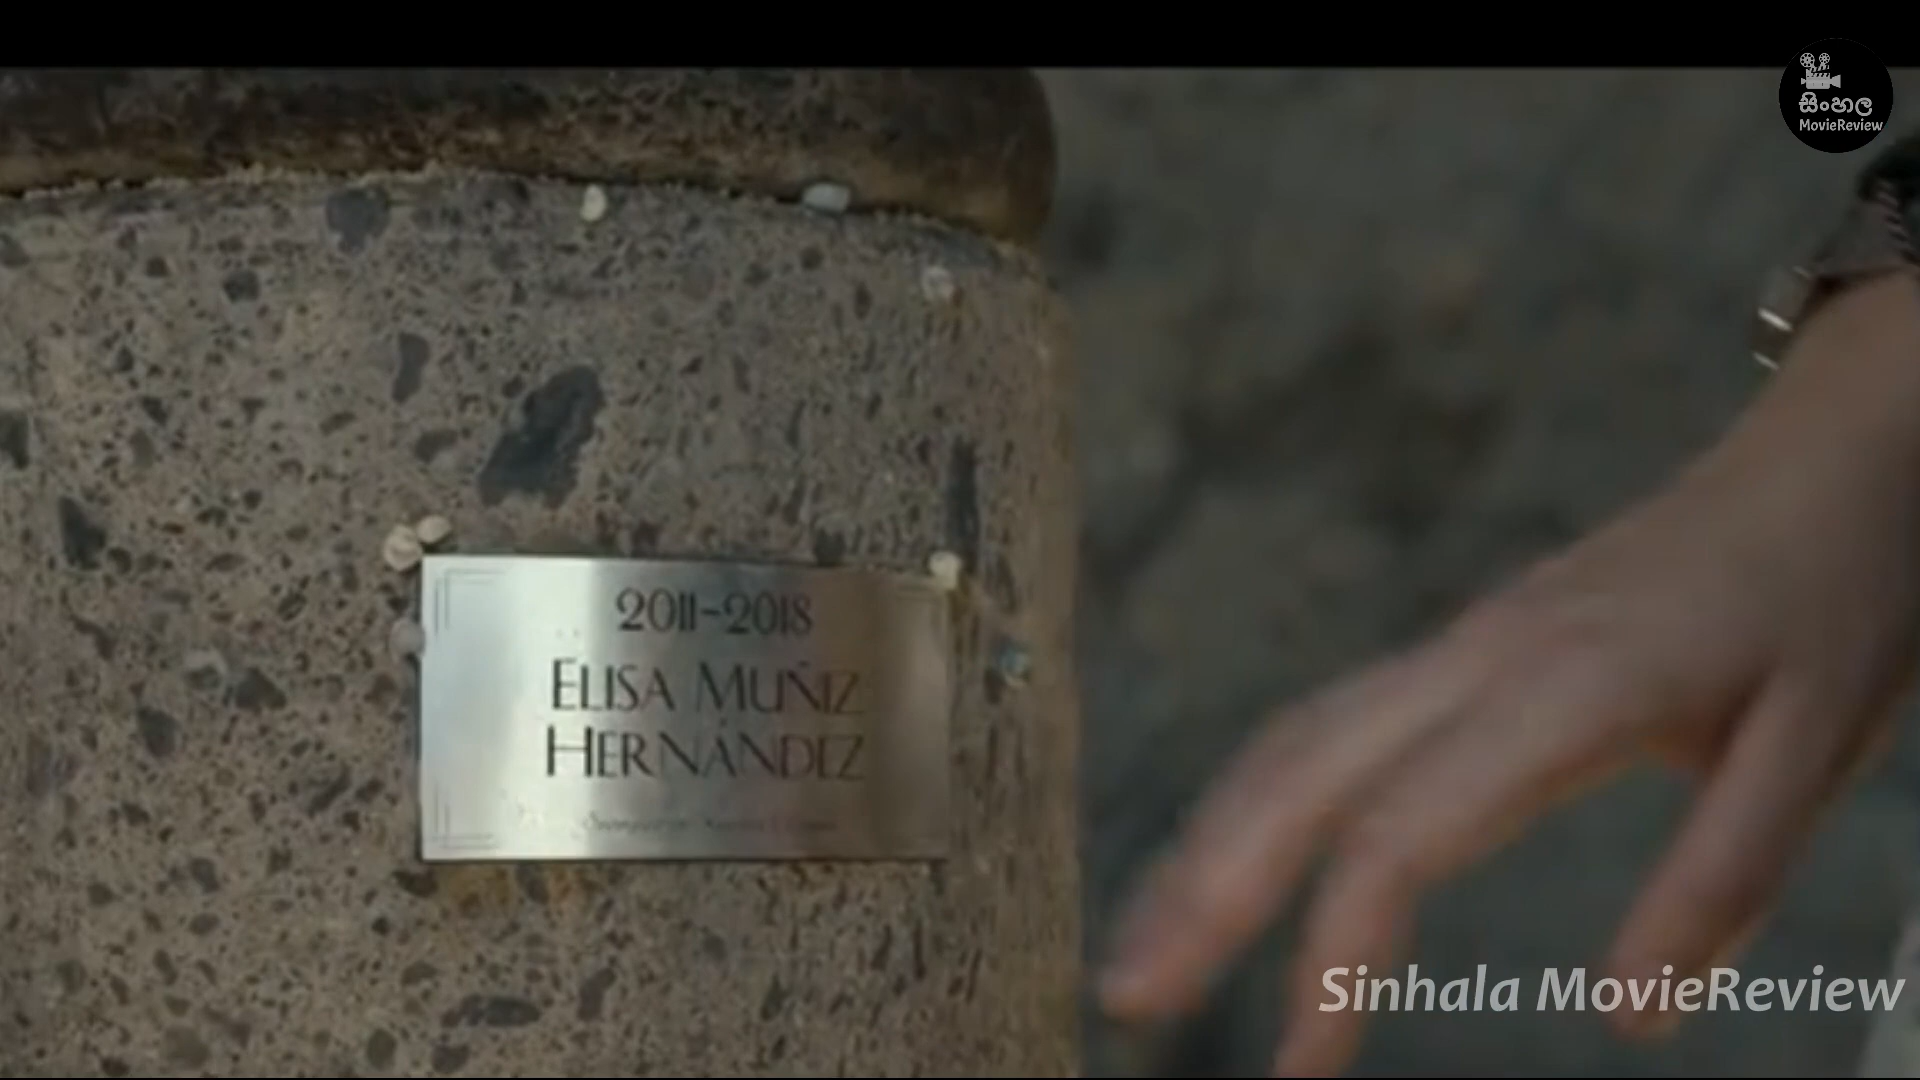 සිංහල
MovieReview
2011-2018
ELISA MUÑIZ
HERNÁNDEZ
Sinhala MovieReview